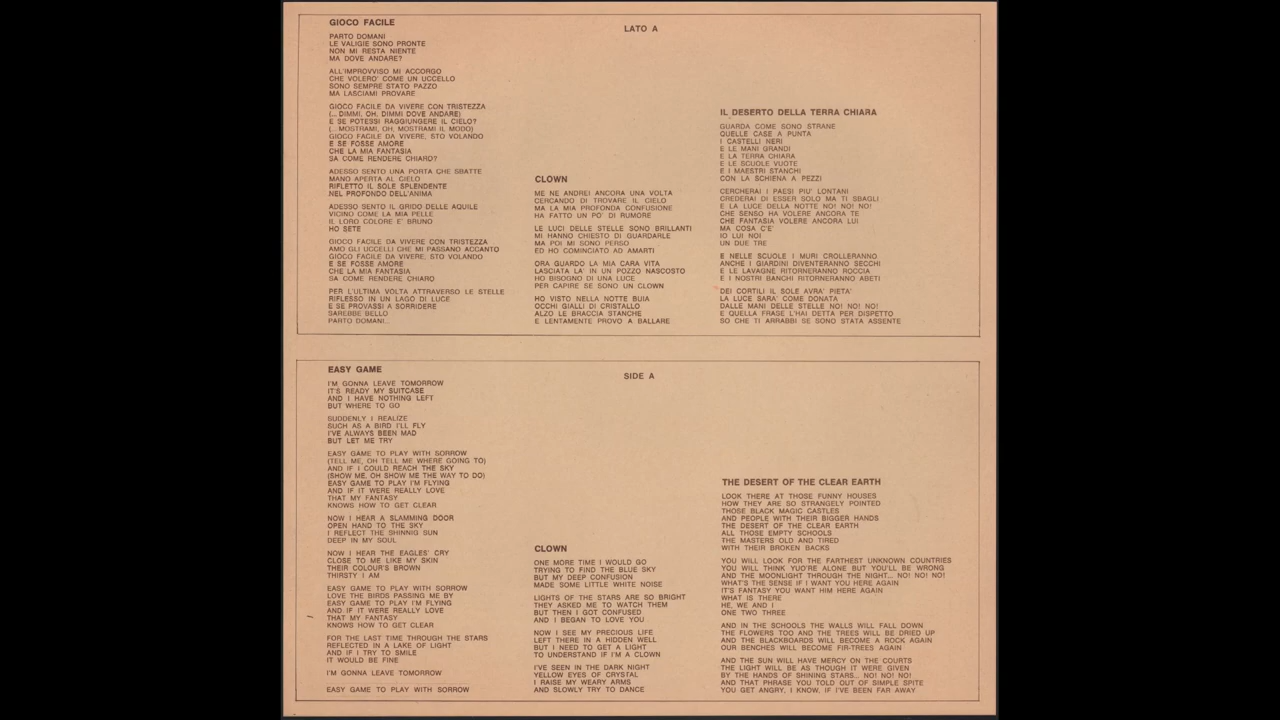 GIOCO FACILE
PARTO DOMANI
LE VALIGIE SONO PRONTE
NON MI RESTA NIENTE
MA DOVE ANDARE?
ALL'IMPROVVISO MI ACCORGO
CHE VOLERO' COME UN UCCELLO
SONO SEMPRE STATO PAZZO
MA LASCIAMI PROVARE
GIOCO FACILE DA VIVERE CON TRISTEZZA
(... DIMMI, OH, DIMMI DOVE ANDARE)
E SE POTESSI RAGGIUNGERE IL CIELO?
(... MOSTRAMI, OH, MOSTRAMI IL MODO)
GIOCO FACILE DA VIVERE, STO VOLANDO
E SE FOSSE AMORE
CHE LA MIA FANTASIA
SA COME RENDERE CHIARO?
ADESSO SENTO UNA PORTA CHE SBATTE
MANO APERTA AL CIELO
RIFLETTO IL SOLE SPLENDENTE
NEL PROFONDO DELL'ANIMA
ADESSO SENTO IL GRIDO DELLE AQUILE
VICINO COME LA MIA PELLE
IL LORO COLORE E' BRUNO
HO SETE
GIOCO FACILE DA VIVERE CON TRISTEZZA
AMO GLI UCCELLI CHE MI PASSANO ACCANTO
GIOCO FACILE DA VIVERE, STO VOLANDO
E SE FOSSE AMORE
CHE LA MIA FANTASIA
SA COME RENDERE CHIARO
PER L'ULTIMA VOLTA ATTRAVERSO LE STELLE
RIFLESSO IN UN LAGO DI LUCE
E SE PROVASSI A SORRIDERE
SAREBBE BELLO
PARTO DOMANI...
LATO A
CLOWN
ME NE ANDREI ANCORA UNA VOLTA
CERCANDO DI TROVARE IL CIELO
MA LA MIA PROFONDA CONFUSIONE
HA FATTO UN PO' DI RUMORE
LE LUCI DELLE STELLE SONO BRILLANTI
MI HANNO CHIESTO DI GUARDARLE
MA POI MI SONO PERSO
ED HO COMINCIATO AD AMARTI
ORA GUARDO LA MIA CARA VITA
LASCIATA LA' IN UN POZZO NASCOSTO
HO BISOGNO DI UNA LUCE
PER CAPIRE SE SONO UN CLOWN
HO VISTO NELLA NOTTE BUIA
OCCHI GIALLI DI CRISTALLO
ALZO LE BRACCIA STANCHE
E LENTAMENTE PROVO A BALLARE
IL DESERTO DELLA TERRA CHIARA
GUARDA COME SONO STRANE
QUELLE CASE A PUNTA
I CASTELLI NERI
E LE MANI GRANDI
E LA TERRA CHIARA
E LE SCUOLE VUOTE
E I MAESTRI STANCHI
CON LA SCHIENA A PEZZI
CERCHERAI I PAESI PIU' LONTANI
CREDERAI DI ESSER SOLO MA TI SBAGLI
E LA LUCE DELLA NOTTE NO! NO! NO!
CHE SENSO HA VOLERE ANCORA TE
CHE FANTASIA VOLERE ANCORA LUI
MA COSA C'E'
IO LUI NOI
UN DUE TRE
E NELLE SCUOLE I MURI CROLLERANNO
ANCHE I GIARDINI DIVENTERANNO SECCHI
E LE LAVAGNE RITORNERANNO ROCCIA
E I NOSTRI BANCHI RITORNERANNO ABETI
DEI CORTILI IL SOLE AVRA' PIETA'
LA LUCE SARA' COME DONATA
DALLE MANI DELLE STELLE NO! NO! NO!
E QUELLA FRASE L'HAI DETTA PER DISPETTO
SO CHE TI ARRABBI SE SONO STATA ASSENTE
EASY GAME
I'M GONNA LEAVE TOMORROW
IT'S READY MY SUITCASE
AND I HAVE NOTHING LEFT
BUT WHERE TO GO
SUDDENLY I REALIZE
SUCH AS A BIRD I'LL FLY
I'VE ALWAYS BEEN MAD
BUT LET ME TRY
EASY GAME TO PLAY WITH SORROW
(TELL ME, OH TELL ME WHERE GOING TO)
AND IF I COULD REACH THE SKY
(SHOW ME, OH SHOW ME THE WAY TO DO)
EASY GAME TO PLAY I'M FLYING
AND IF IT WERE REALLY LOVE
THAT MY FANTASY
KNOWS HOW TO GET CLEAR
NOW I HEAR A SLAMMING DOOR
OPEN HAND TO THE SKY
I REFLECT THE SHINNIG SUN
DEEP IN MY SOUL
NOW I HEAR THE EAGLES' CRY
CLOSE TO ME LIKE MY SKIN
THEIR COLOUR'S BROWN
THIRSTY I AM
EASY GAME TO PLAY WITH SORROW
LOVE THE BIRDS PASSING ME BY
EASY GAME TO PLAY I'M FLYING
AND IF IT WERE REALLY LOVE
THAT MY FANTASY
KNOWS HOW TO GET CLEAR
FOR THE LAST TIME THROUGH THE STARS
REFLECTED IN A LAKE OF LIGHT
AND IF I TRY TO SMILE
IT WOULD BE FINE
I'M GONNA LEAVE TOMORROW
EASY GAME TO PLAY WITH SORROW
SIDE A
CLOWN
ONE MORE TIME I WOULD GO
TRYING TO FIND THE BLUE SKY
BUT MY DEEP CONFUSION
MADE SOME LITTLE WHITE NOISE
LIGHTS OF THE STARS ARE SO BRIGHT
THEY ASKED ME TO WATCH THEM
BUT THEN I GOT CONFUSED
AND I BEGAN TO LOVE YOU
NOW I SEE MY PRECIOUS LIFE
LEFT THERE IN A HIDDEN WELL
BUT I NEED TO GET A LIGHT
TO UNDERSTAND IF I'M A CLOWN
I'VE SEEN IN THE DARK NIGHT
YELLOW EYES OF CRYSTAL
I RAISE MY WEARY ARMS
AND SLOWLY TRY TO DANCE
THE DESERT OF THE CLEAR EARTH
LOOK THERE AT THOSE FUNNY HOUSES
HOW THEY ARE SO STRANGELY POINTED
THOSE BLACK MAGIC CASTLES
AND PEOPLE WITH THEIR BIGGER HANDS
THE DESERT OF THE CLEAR EARTH
ALL THOSE EMPTY SCHOOLS
THE MASTERS OLD AND TIRED
WITH THEIR BROKEN BACKS
YOU WILL LOOK FOR THE FARTHEST UNKNOWN COUNTRIES
YOU WILL THINK YUO'RE ALONE BUT YOU'LL BE WRONG
AND THE MOONLIGHT THROUGH THE NIGHT... NO! NO! NO!
WHAT'S THE SENSE IF I WANT YOU HERE AGAIN
IT'S FANTASY YOU WANT HIM HERE AGAIN
WHAT IS THERE
HE, WE AND I
ONE TWO THREE
AND IN THE SCHOOLS THE WALLS WILL FALL DOWN
THE FLOWERS TOO AND THE TREES WILL BE DRIED UP
AND THE BLACKBOARDS WILL BECOME A ROCK AGAIN
OUR BENCHES WILL BECOME FIR-TREES AGAIN
AND THE SUN WILL HAVE MERCY ON THE COURTS
THE LIGHT WILL BE AS THOUGH IT WERE GIVEN
BY THE HANDS OF SHINING STARS... NO! NO! NO!
AND THAT PHRASE YOU TOLD OUT OF SIMPLE SPITE
YOU GET ANGRY, I KNOW. IF I'VE BEEN FAR AWAY